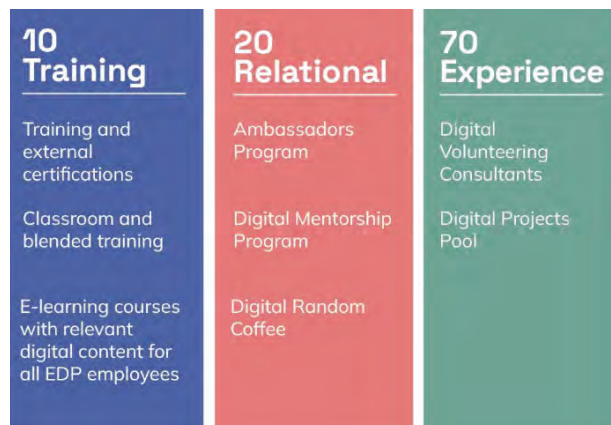 10
Training
Training and
external
certifications
Classroom and
blended training
E-learning courses
with relevant
digital content for
all EDP employees
20
Relational
Ambassadors
Program
Digital Mentorship
Program
Digital Random
Coffee
70
Experience
Digital
Volunteering
Consultants
Digital Projects
Pool